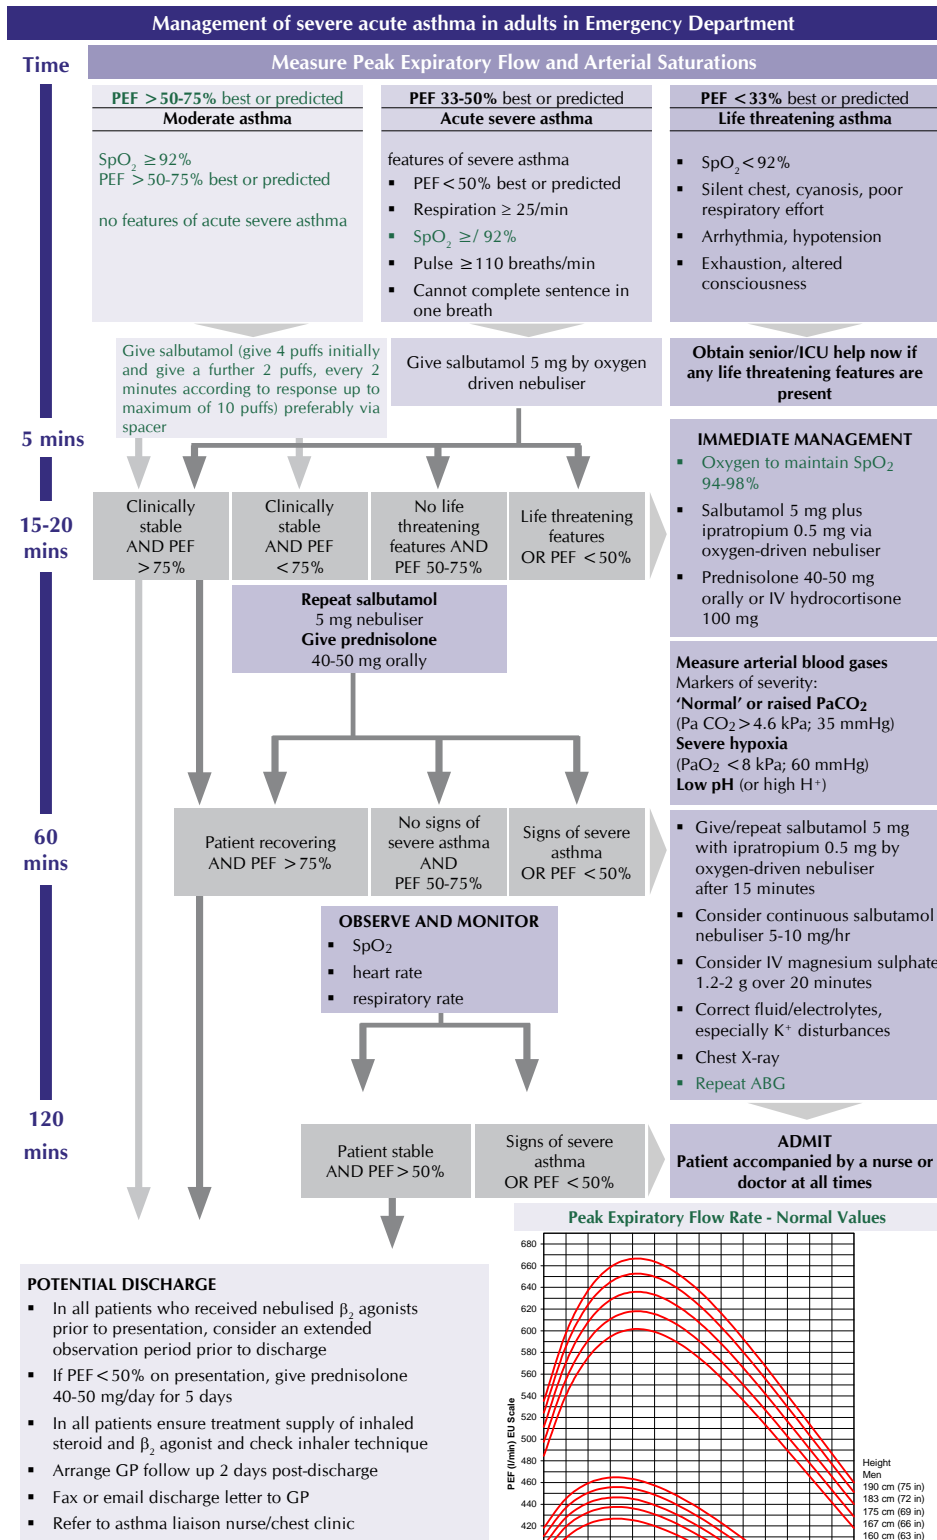 Management of severe acute asthma in adults in Emergency Department
Time
Measure Peak Expiratory Flow and Arterial Saturations
PEF >50-75% best or predicted
Moderate asthma
SpO2 ≥92%
PEF >50-75% best or predicted
no features of acute severe asthma
PEF 33-50% best or predicted
Acute severe asthma
features of severe asthma
▪ PEF<50% best or predicted
▪ Respiration ≥ 25/min
▪ SpO2 ≥/ 92%
▪ Pulse ≥110 breaths/min
▪ Cannot complete sentence in
one breath
PEF <33% best or predicted
Life threatening asthma
▪ SpO2<92%
▪ Silent chest, cyanosis, poor
respiratory effort
▪ Arrhythmia, hypotension
▪ Exhaustion, altered
consciousness
Give salbutamol (give 4 puffs initially
and give a further 2 puffs, every 2
minutes according to response up to
maximum of 10 puffs) preferably via
spacer
Give salbutamol 5 mg by oxygen
driven nebuliser
Obtain senior/ICU help now if
any life threatening features are
present
5 mins
IMMEDIATE MANAGEMENT
▪ Oxygen to maintain SpO2
94-98%
▪ Salbutamol 5 mg plus
ipratropium 0.5 mg via
oxygen-driven nebuliser
▪ Prednisolone 40-50 mg
orally or IV hydrocortisone
100 mg
15-20
mins
Clinically
stable
AND PEF
>75%
Clinically
stable
AND PEF
<75%
No life
threatening
features AND
PEF 50-75%
Life threatening
features
OR PEF <50%
Repeat salbutamol
5 mg nebuliser
Give prednisolone
40-50 mg orally
Measure arterial blood gases
Markers of severity:
‘Normal’ or raised PaCO2
(Pa CO2>4.6 kPa; 35 mmHg)
Severe hypoxia
(PaO2 <8 kPa; 60 mmHg)
Low pH (or high H+)
60
mins
Patient recovering
AND PEF >75%
No signs of
severe asthma
AND
PEF 50-75%
Signs of severe
asthma
OR PEF <50%
▪ Give/repeat salbutamol 5 mg
with ipratropium 0.5 mg by
oxygen-driven nebuliser
after 15 minutes
▪ Consider continuous salbutamol
nebuliser 5-10 mg/hr
▪ Consider IV magnesium sulphate
1.2-2 g over 20 minutes
▪ Correct fluid/electrolytes,
especially K+ disturbances
▪ Chest X-ray
▪ Repeat ABG
OBSERVE AND MONITOR
▪ SpO2
▪ heart rate
▪ respiratory rate
120
mins
Patient stable
AND PEF>50%
Signs of severe
asthma
OR PEF <50%
ADMIT
Patient accompanied by a nurse or
doctor at all times
POTENTIAL DISCHARGE
▪ In all patients who received nebulised β2 agonists
prior to presentation, consider an extended
observation period prior to discharge
▪ If PEF<50% on presentation, give prednisolone
40-50 mg/day for 5 days
▪ In all patients ensure treatment supply of inhaled
steroid and β2 agonist and check inhaler technique
▪ Arrange GP follow up 2 days post-discharge
▪ Fax or email discharge letter to GP
▪ Refer to asthma liaison nurse/chest clinic
Peak Expiratory Flow Rate - Normal Values
680
660
640
620
600
580
560
540
520
500
480
460
440
420
PEF (l/min) EU Scale
Height
Men
190 cm (75 in)
183 cm (72 in)
175 cm (69 in)
167 cm (66 in)
160 cm (63 in)